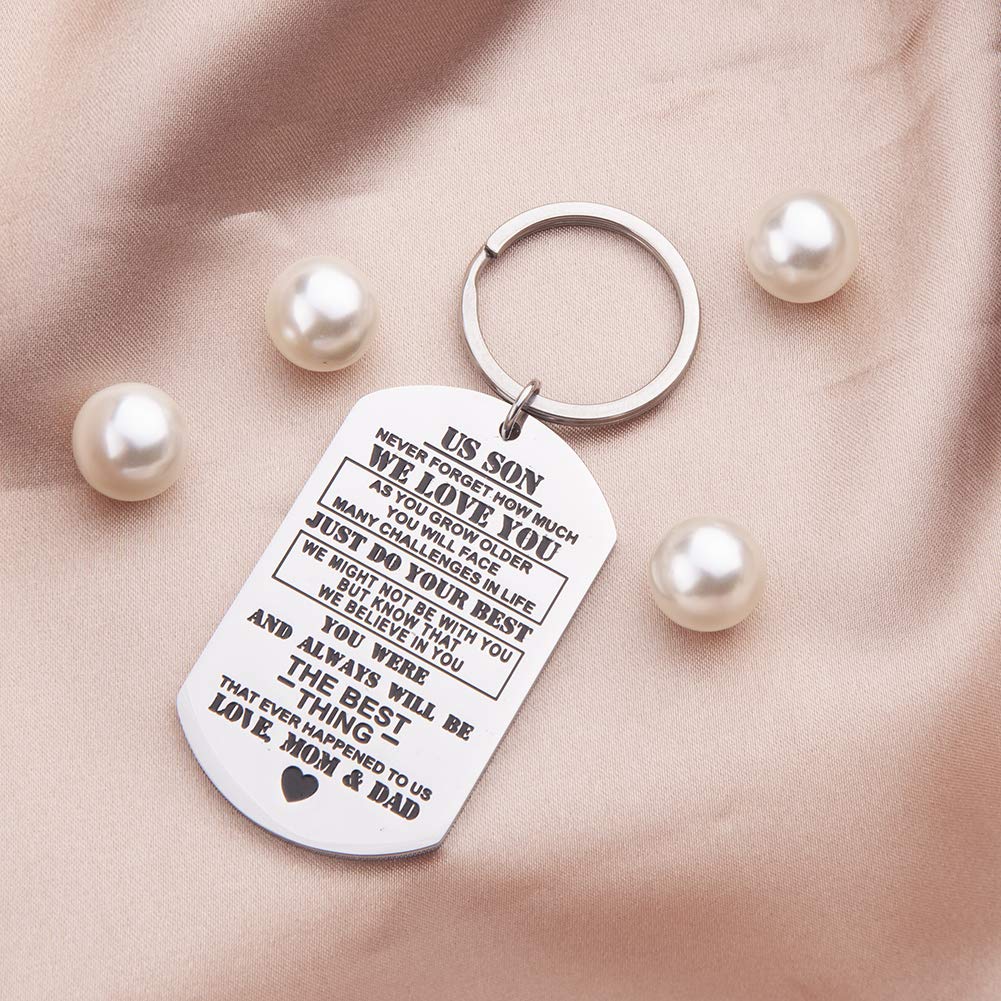 US SON
NEVER FORGET HOW MUCH
WE LOVE YOU
AS YOU GROW OLDER
YOU WILL FACE
MANY CHALLENGES IN LIFE
JUST DO YOUR BEST
WE MIGHT NOT BE WITH YOU
BUT KNOW THAT
WE BELIEVE IN YOU
YOU WERE
AND ALWAYS WILL BE
THE BEST
THING
THAT EVER HAPPENED TO US
LOVE, MOM & DAD